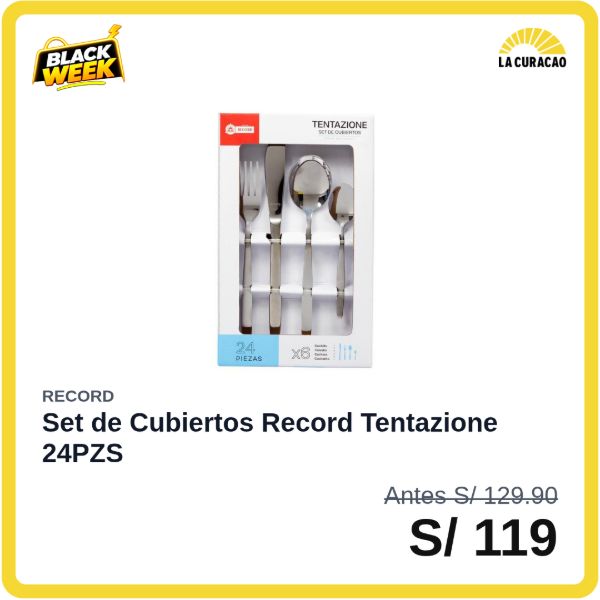 BLACK
WEEK
LA CURACAO
RECORD
TENTAZIONE
SET DE CUBIERTOS
24
PIEZAS
x6
RECORD
Set de Cubiertos Record Tentazione
24PZS
Antes S/ 129.90
S/ 119